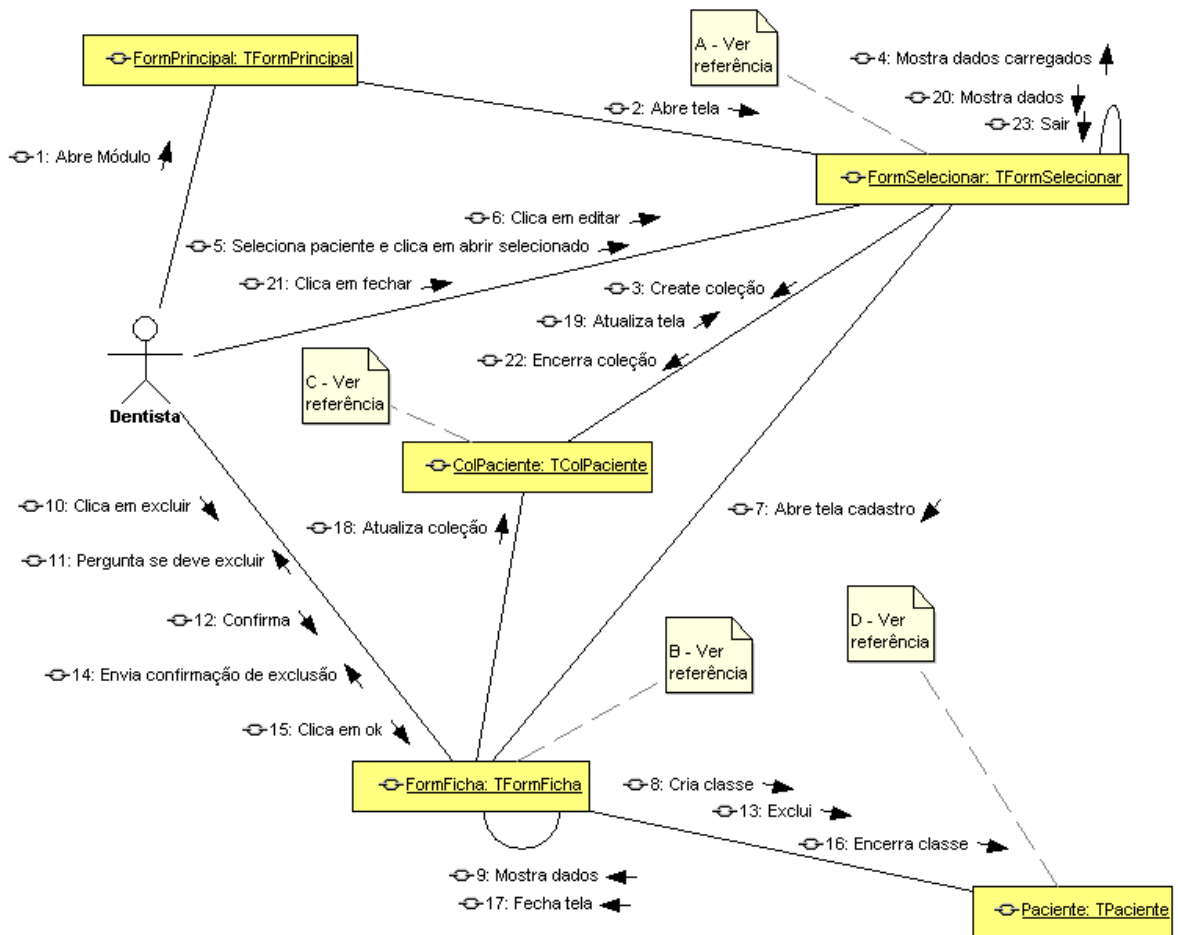 FormPrincipal: TFormPrincipal
A - Ver
referência
4: Mostra dados carregados
20: Mostra dados
23: Sair
2: Abre tela
1: Abre Módulo
FormSelecionar: TFormSelecionar
6: Clica em editar
5: Seleciona paciente e clica em abrir selecionado
21: Clica em fechar
3: Create coleção
19: Atualiza tela
22: Encerra coleção
C - Ver
referência
Dentista
ColPaciente: TColPaciente
10: Clica em excluir
18: Atualiza coleção
7: Abre tela cadastro
11: Pergunta se deve excluir
12: Confirma
D - Ver
referência
B - Ver
referência
14: Envia confirmação de exclusão
15: Clica em ok
FormFicha: TFormFicha
8: Cria classe
13: Exclui
16: Encerra classe
9: Mostra dados
17: Fecha tela
Paciente: TPaciente